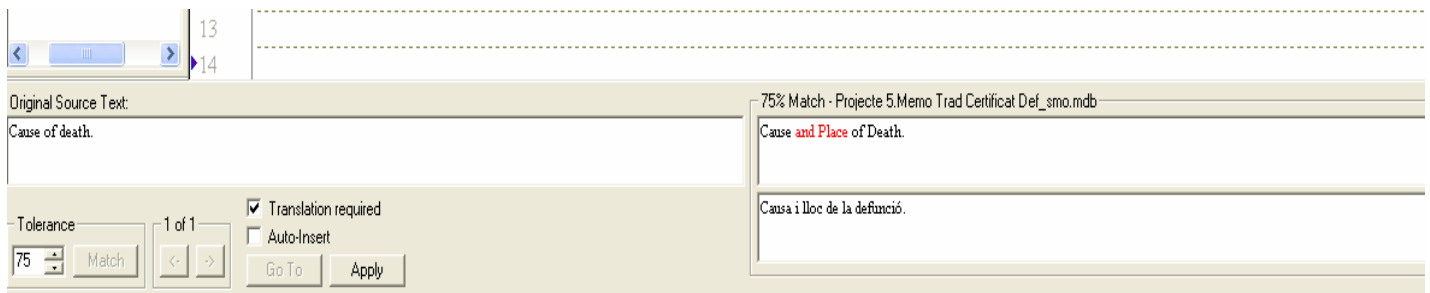 13
14
Original Source Text:
75% Match - Projecte 5.Memo Trad Certificat Def_smo.mdb
Cause of death.
Cause and Place of Death.
Causa i lloc de la defunció.
Tolerance
1 of 1
Translation required
Auto-Insert
75
Match
<-
->
Go To
Apply